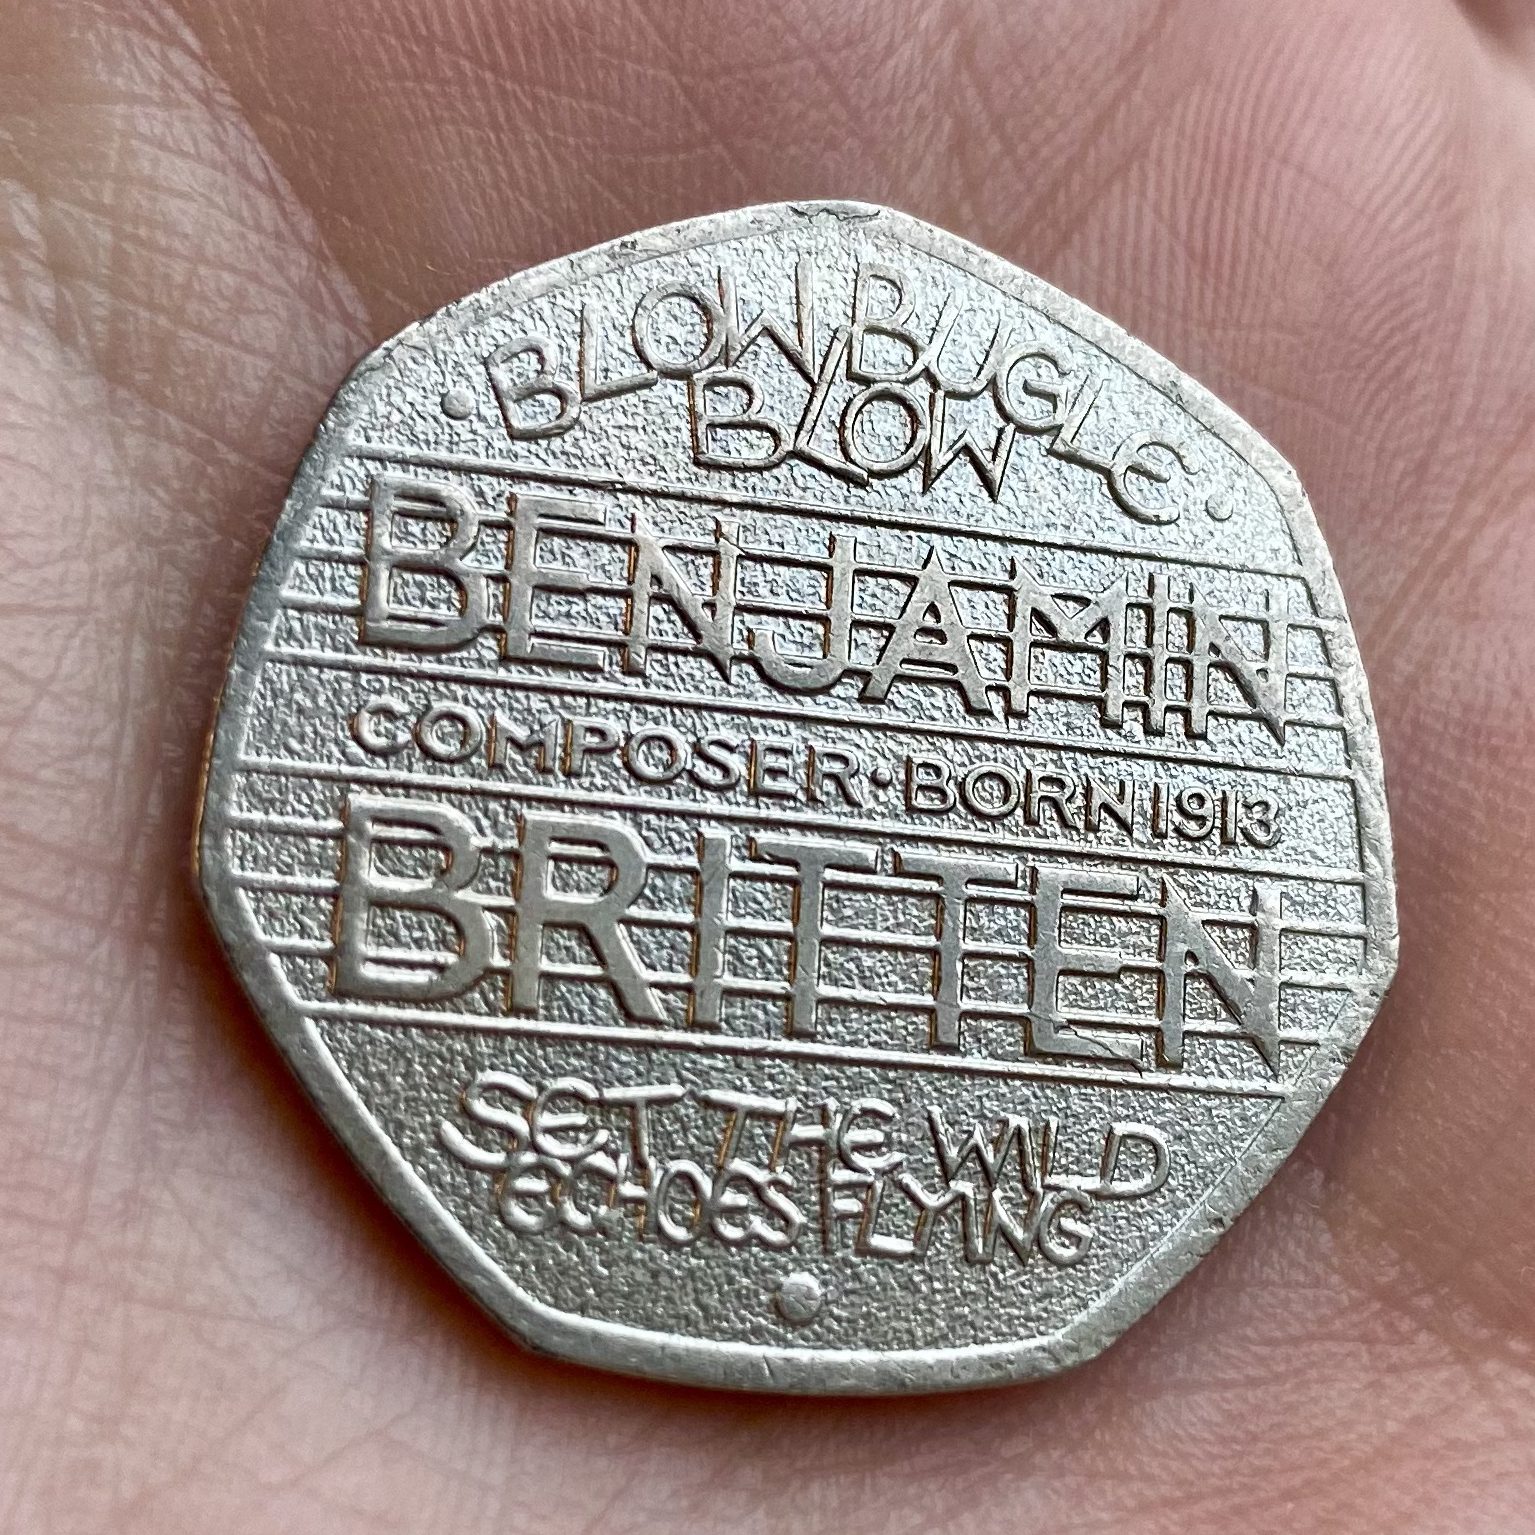 · BLOW BUGLE ·
BLOW
BENJAMIN
COMPOSER · BORN 1913
BRITTEN
SET THE WILD
ECHOES FLYING
·